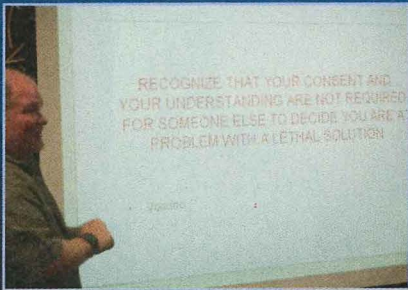 RECOGNIZE THAT YOUR CONSENT AND
YOUR UNDERSTANDING ARE NOT REQUIRED
FOR SOMEONE ELSE TO DECIDE YOU ARE A
PROBLEM WITH A LETHAL SOLUTION